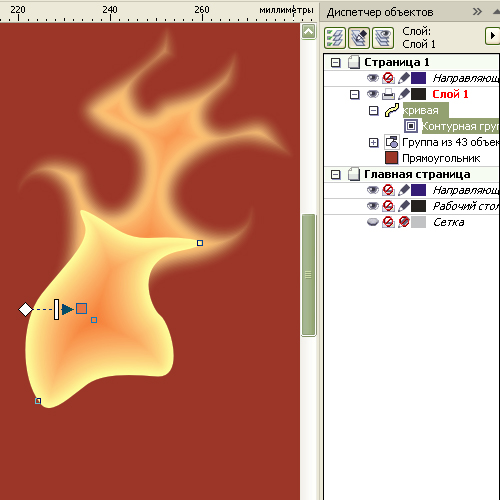 220 240 260 миллиметры
Диспетчер объектов
Слой:
Слой 1
Страница 1
Направляющ
Слой 1
кривая
Контурная груп
Группа из 43 объек
Прямоугольник
Главная страница
Направляющ
Рабочий стол
Сетка